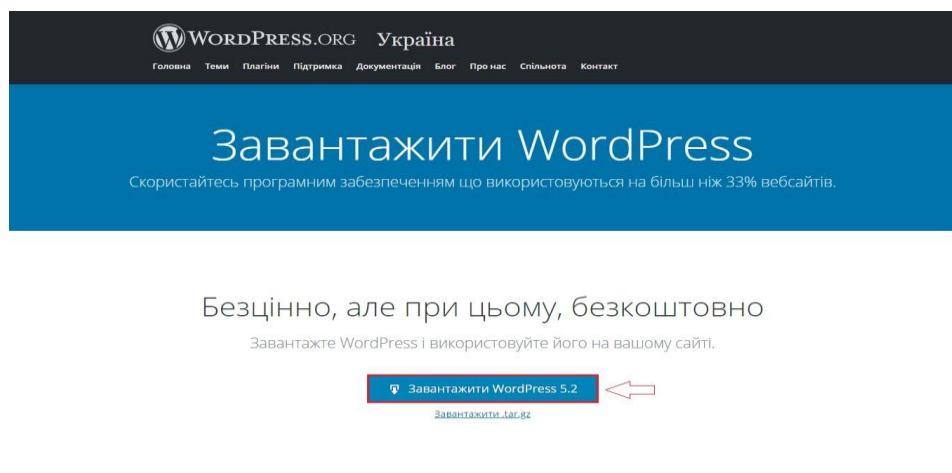 WORDPRESS.ORG Україна
Головна Теми Плагіни Підтримка Документація Блог Про нас Спільнота Контакт
Завантажити WordPress
Скористайтесь програмним забезпеченням що використовуються на більш ніж 33% вебсайтів.
Безцінно, але при цьому, безкоштовно
Завантажте WordPress і використовуйте його на вашому сайті.
Завантажити WordPress 5.2
Завантажити .tar.gz